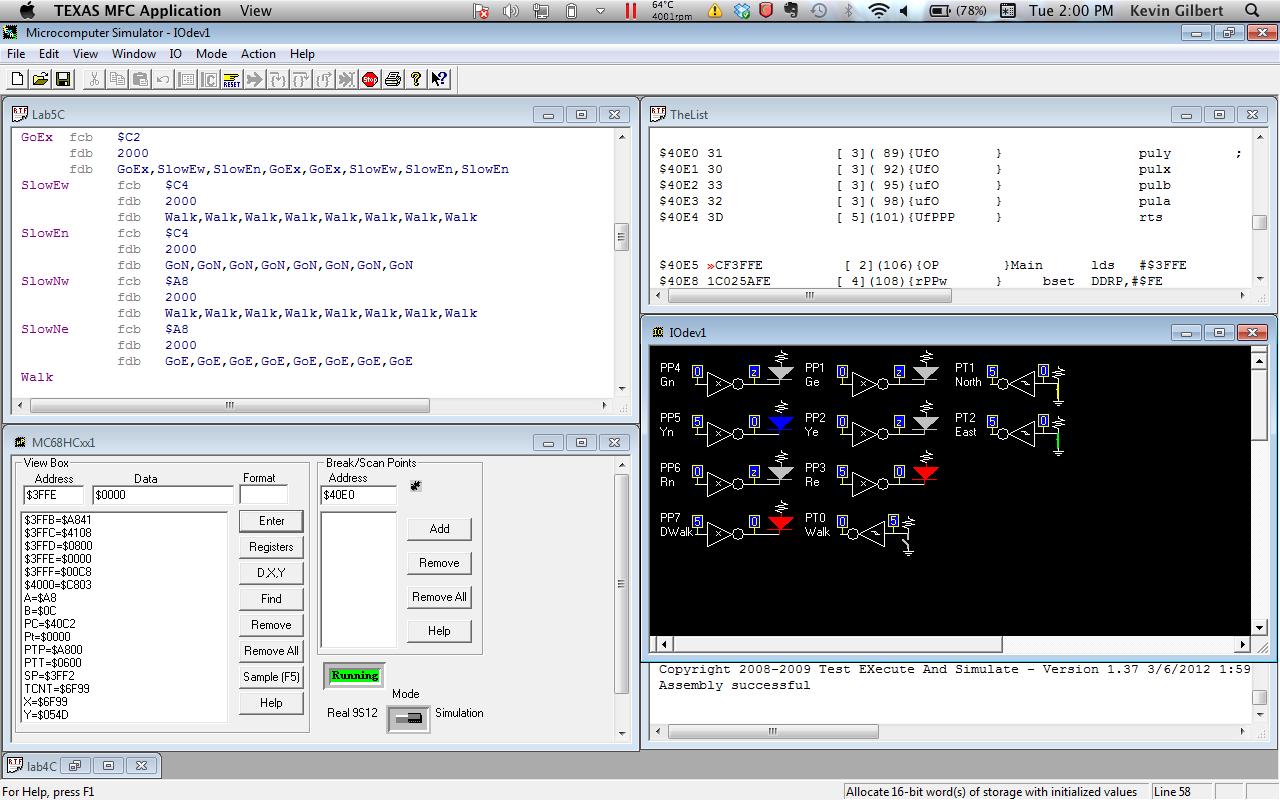 TEXAS MFC Application View 64°C 4001rpm (78%) Tue 2:00 PM Kevin Gilbert
Microcomputer Simulator - IOdev1
File Edit View Window IO Mode Action Help
RESET Stop
Lab5C
GoEx fcb $C2
fdb 2000
fdb GoEx,SlowEw,SlowEn,GoEx,GoEx,SlowEw,SlowEn,SlowEn
SlowEw fcb $C4
fdb 2000
fdb Walk,Walk,Walk,Walk,Walk,Walk,Walk,Walk
SlowEn fcb $C4
fdb 2000
fdb GoN,GoN,GoN,GoN,GoN,GoN,GoN,GoN
SlowNw fcb $A8
fdb 2000
fdb Walk,Walk,Walk,Walk,Walk,Walk,Walk,Walk
SlowNe fcb $A8
fdb 2000
fdb GoE,GoE,GoE,GoE,GoE,GoE,GoE,GoE
Walk
TheList
$40E0 31 [ 3]( 89){UfO } puly ;
$40E1 30 [ 3]( 92){UfO } pulx
$40E2 33 [ 3]( 95){ufO } pulb
$40E3 32 [ 3]( 98){ufO } pula
$40E4 3D [ 5](101){UfPPP } rts
$40E5 »CF3FFE [ 2](106){OP }Main lds #$3FFE
$40E8 1C025AFE [ 4](108){rPPw } bset DDRP,#$FE
IOdev1
PP4 0 z PP1 0 z PT1 5 0
Gn Ge North
PP5 5 0 PP2 0 z PT2 5 0
Yn Ye East
PP6 0 z PP3 5 0
Rn Re
PP7 5 0 PT0 0 5
DWalk Walk
MC68HCxx1
View Box
Address Data Format
$3FFE $0000
Enter
$3FFB=$A841
$3FFC=$4108
$3FFD=$0800
$3FFE=$0000
$3FFF=$00C8
$4000=$C803
A=$A8
B=$0C
PC=$40C2
Pt=$0000
PTP=$A800
PTT=$0600
SP=$3FF2
TCNT=$6F99
X=$6F99
Y=$054D
Registers
D,X,Y
Find
Remove
Remove All
Sample (F5)
Help
Break/Scan Points
Address
$40E0
Add
Remove
Remove All
Help
Running
Mode
Real 9S12 Simulation
Copyright 2008-2009 Test EXecute And Simulate - Version 1.37 3/6/2012 1:59
Assembly successful
lab4C
For Help, press F1 Allocate 16-bit word(s) of storage with initialized values Line 58